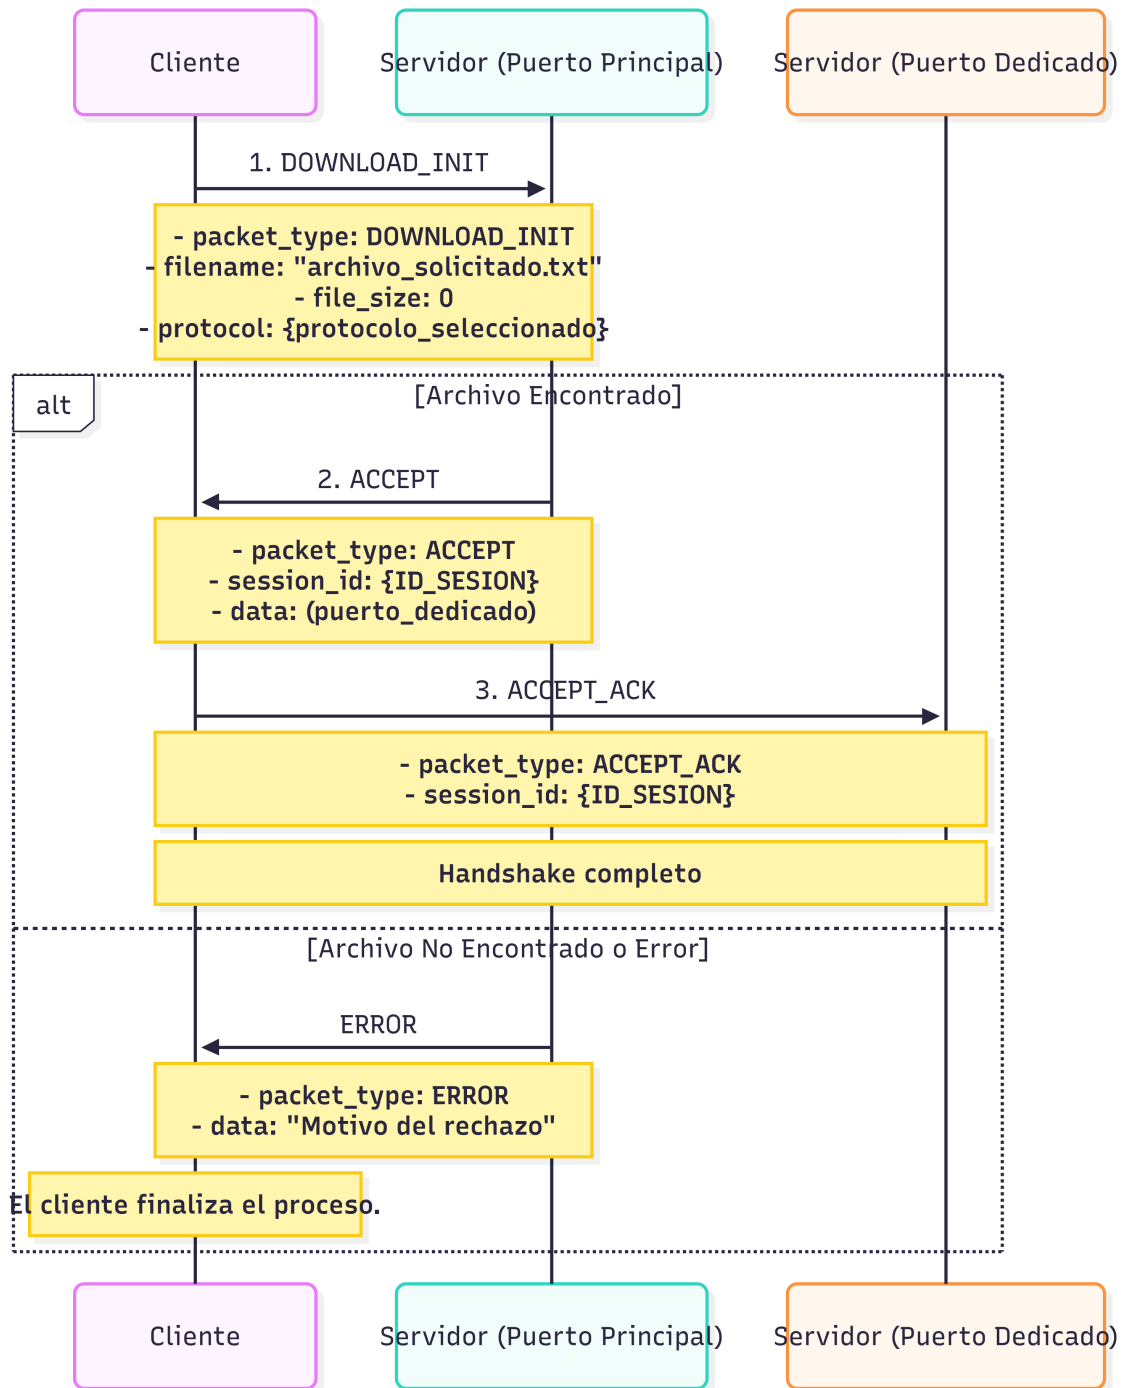 Cliente
Servidor (Puerto Principal)
Servidor (Puerto Dedicado)
1. DOWNLOAD_INIT
- packet_type: DOWNLOAD_INIT
- filename: "archivo_solicitado.txt"
- file_size: 0
- protocol: {protocolo_seleccionado}
alt
[Archivo Encontrado]
2. ACCEPT
- packet_type: ACCEPT
- session_id: {ID_SESION}
- data: (puerto_dedicado)
3. ACCEPT_ACK
- packet_type: ACCEPT_ACK
- session_id: {ID_SESION}
Handshake completo
[Archivo No Encontrado o Error]
ERROR
- packet_type: ERROR
- data: "Motivo del rechazo"
El cliente finaliza el proceso.
Cliente
Servidor (Puerto Principal)
Servidor (Puerto Dedicado)